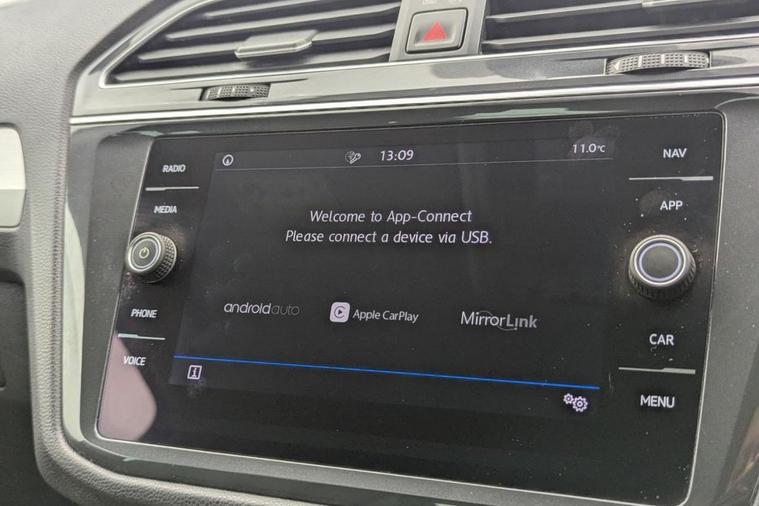 13:09
11.0°C
RADIO
MEDIA
PHONE
VOICE
Welcome to App-Connect
Please connect a device via USB.
androidauto
Apple CarPlay
MirrorLink
i
NAV
APP
CAR
MENU